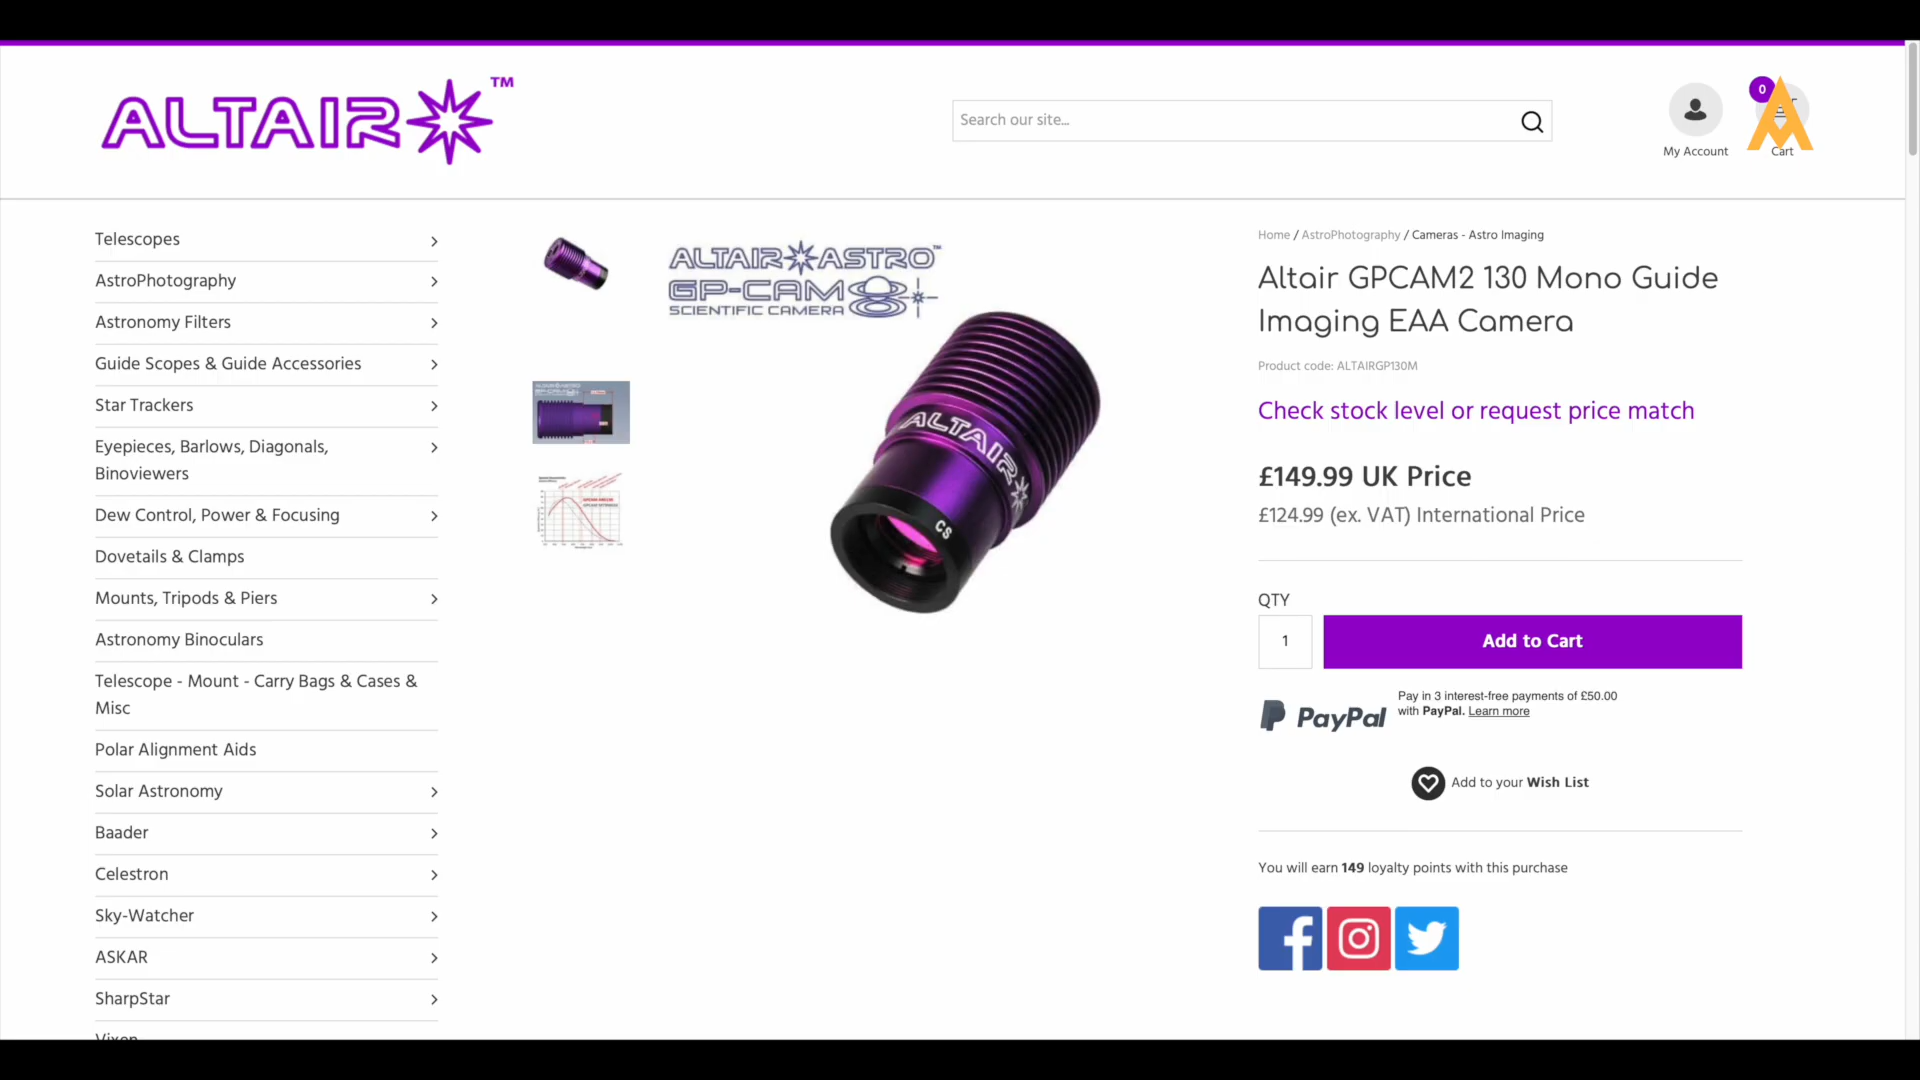 ALTAIR™
Search our site...
0
My Account
Cart
Telescopes
AstroPhotography
Astronomy Filters
Guide Scopes & Guide Accessories
Star Trackers
Eyepieces, Barlows, Diagonals,
Binoviewers
Dew Control, Power & Focusing
Dovetails & Clamps
Mounts, Tripods & Piers
Astronomy Binoculars
Telescope - Mount - Carry Bags & Cases &
Misc
Polar Alignment Aids
Solar Astronomy
Baader
Celestron
Sky-Watcher
ASKAR
SharpStar
Vixen
ALTAIR ASTRO™
GP-CAM
SCIENTIFIC CAMERA
ALTAIR
CS
Home / AstroPhotography / Cameras - Astro Imaging
Altair GPCAM2 130 Mono Guide
Imaging EAA Camera
Product code: ALTAIRGP130M
Check stock level or request price match
£149.99 UK Price
£124.99 (ex. VAT) International Price
QTY
1
Add to Cart
PayPal
Pay in 3 interest-free payments of £50.00
with PayPal. Learn more
Add to your Wish List
You will earn 149 loyalty points with this purchase